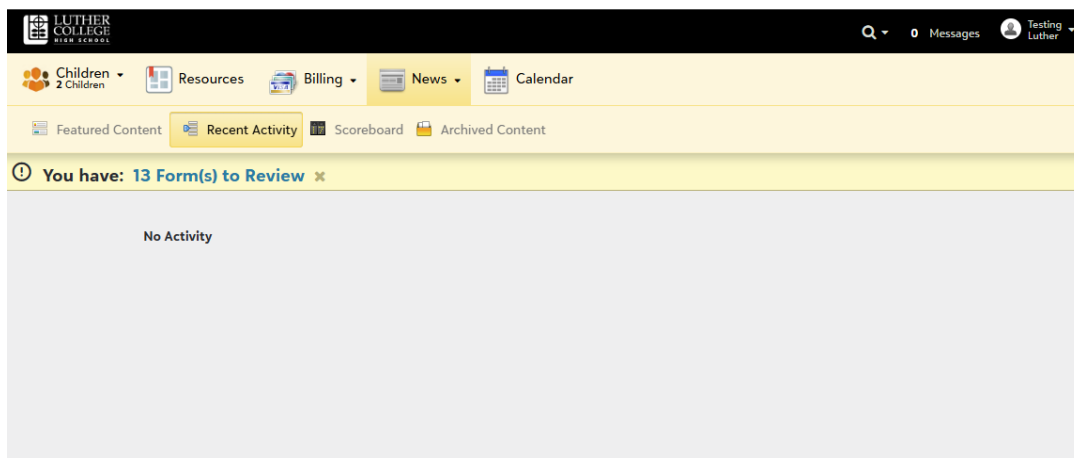 LUTHER
COLLEGE
HIGH SCHOOL
0 Messages
Testing
Luther
Children
2 Children
Resources
Billing
News
Calendar
Featured Content
Recent Activity
Scoreboard
Archived Content
You have: 13 Form(s) to Review
No Activity